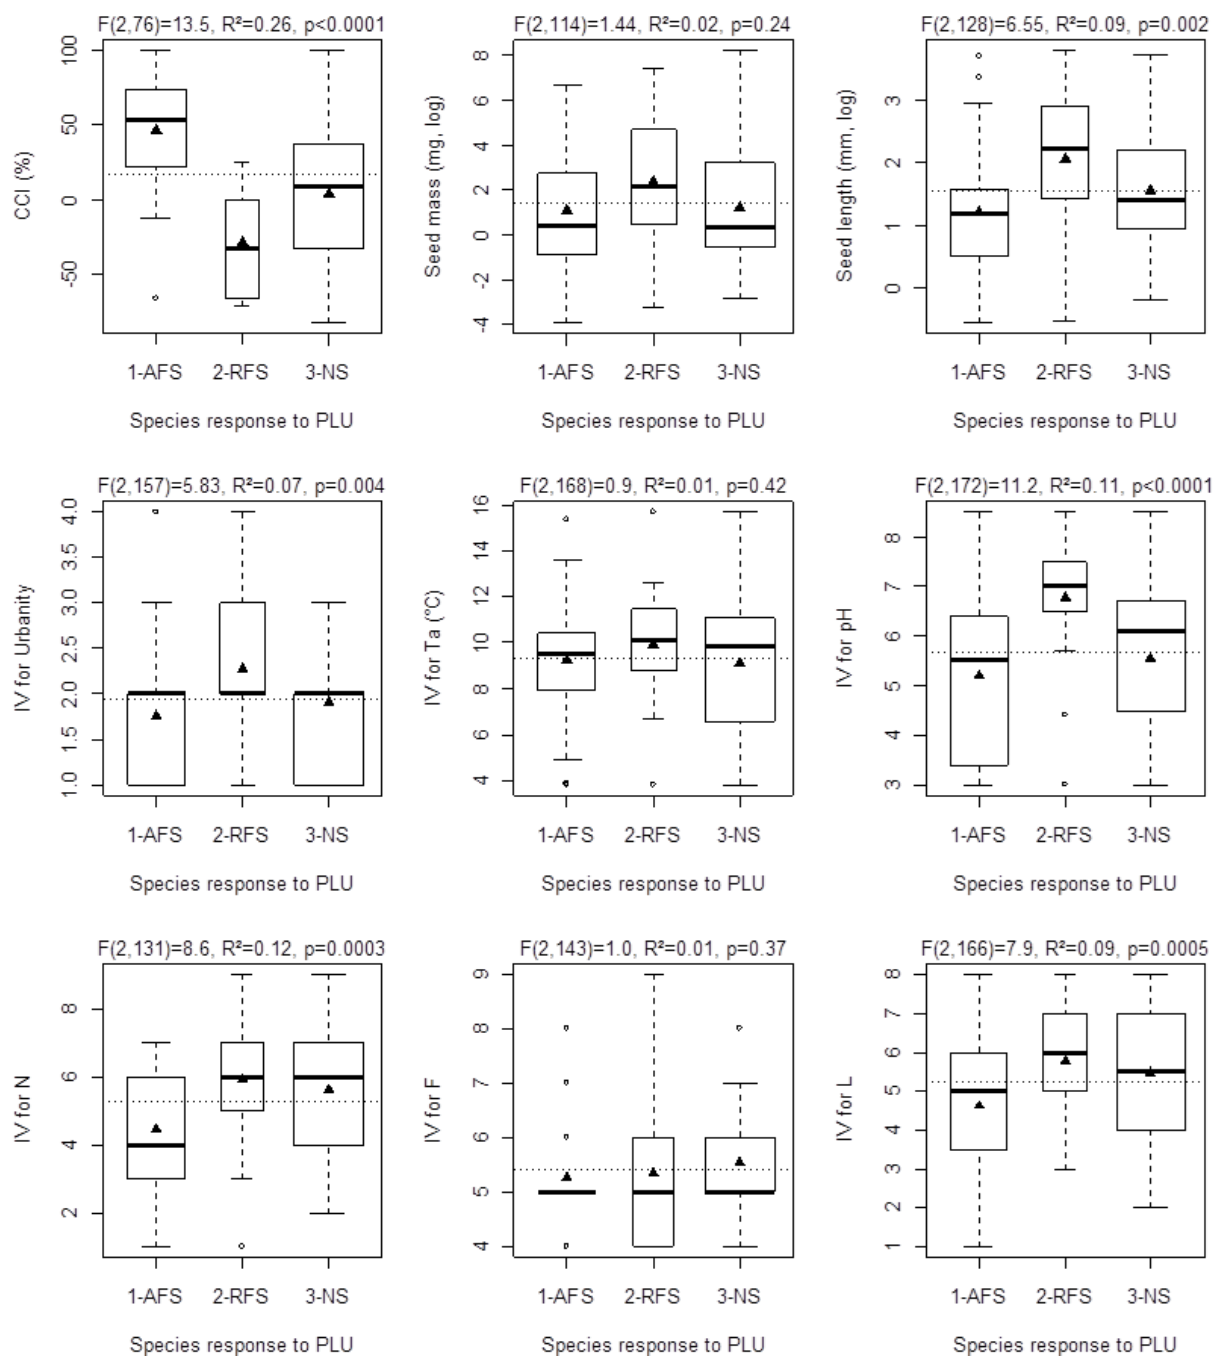 F(2,76)=13.5, R²=0.26, p<0.0001
CCI (%)
100
50
0
-50
1-AFS 2-RFS 3-NS
Species response to PLU
F(2,114)=1.44, R²=0.02, p=0.24
Seed mass (mg, log)
8
6
4
2
0
-2
-4
1-AFS 2-RFS 3-NS
Species response to PLU
F(2,128)=6.55, R²=0.09, p=0.002
Seed length (mm, log)
3
2
1
0
1-AFS 2-RFS 3-NS
Species response to PLU
F(2,157)=5.83, R²=0.07, p=0.004
IV for Urbanity
4.0
3.5
3.0
2.5
2.0
1.5
1.0
1-AFS 2-RFS 3-NS
Species response to PLU
F(2,168)=0.9, R²=0.01, p=0.42
IV for Ta (°C)
16
14
12
10
8
6
4
1-AFS 2-RFS 3-NS
Species response to PLU
F(2,172)=11.2, R²=0.11, p<0.0001
IV for pH
8
7
6
5
4
3
1-AFS 2-RFS 3-NS
Species response to PLU
F(2,131)=8.6, R²=0.12, p=0.0003
IV for N
8
6
4
2
1-AFS 2-RFS 3-NS
Species response to PLU
F(2,143)=1.0, R²=0.01, p=0.37
IV for F
9
8
7
6
5
4
1-AFS 2-RFS 3-NS
Species response to PLU
F(2,166)=7.9, R²=0.09, p=0.0005
IV for L
8
7
6
5
4
3
2
1
1-AFS 2-RFS 3-NS
Species response to PLU